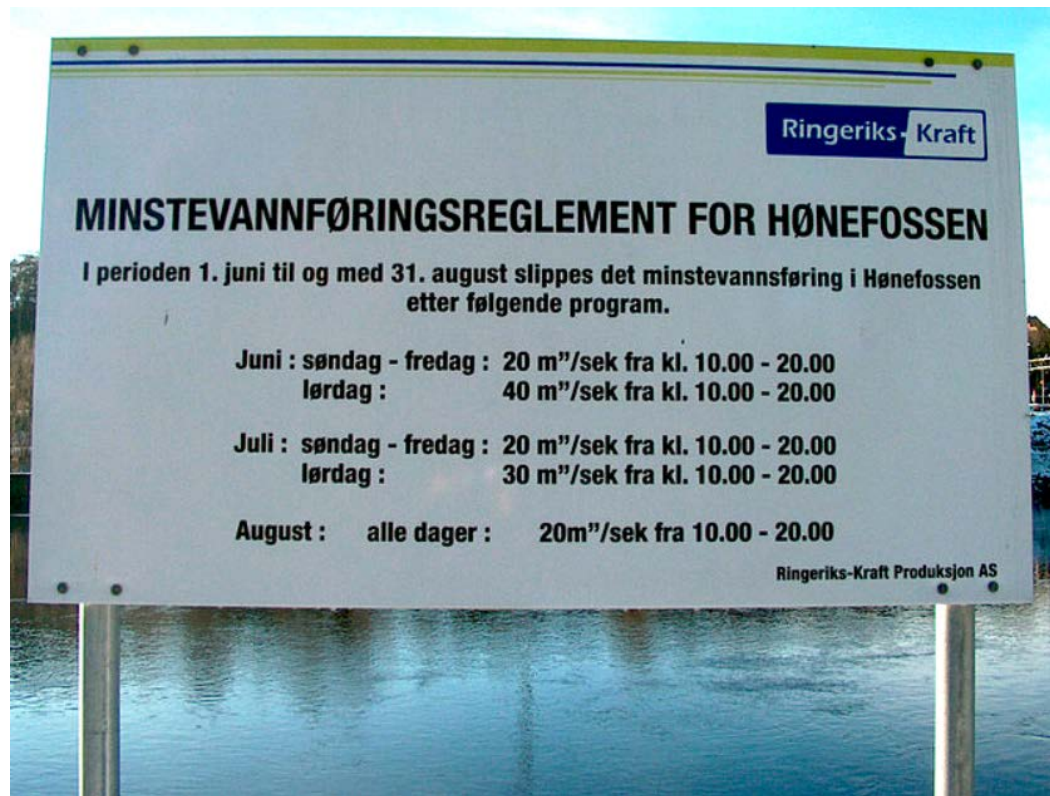 Ringeriks-Kraft
MINSTEVANNFØRINGSREGLEMENT FOR HØNEFOSSEN
I perioden 1. juni til og med 31. august slippes det minstevannsføring i Hønefossen
etter følgende program.
Juni : søndag - fredag : 20 m”/sek fra kl. 10.00 - 20.00
lørdag : 40 m”/sek fra kl. 10.00 - 20.00
Juli : søndag - fredag : 20 m”/sek fra kl. 10.00 - 20.00
lørdag : 30 m”/sek fra kl. 10.00 - 20.00
August : alle dager : 20m”/sek fra 10.00 - 20.00
Ringeriks-Kraft Produksjon AS